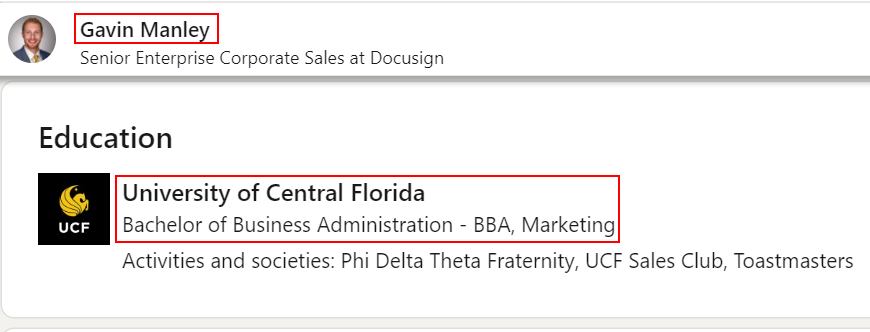 Gavin Manley
Senior Enterprise Corporate Sales at Docusign
Education
University of Central Florida
Bachelor of Business Administration - BBA, Marketing
UCF
Activities and societies: Phi Delta Theta Fraternity, UCF Sales Club, Toastmasters